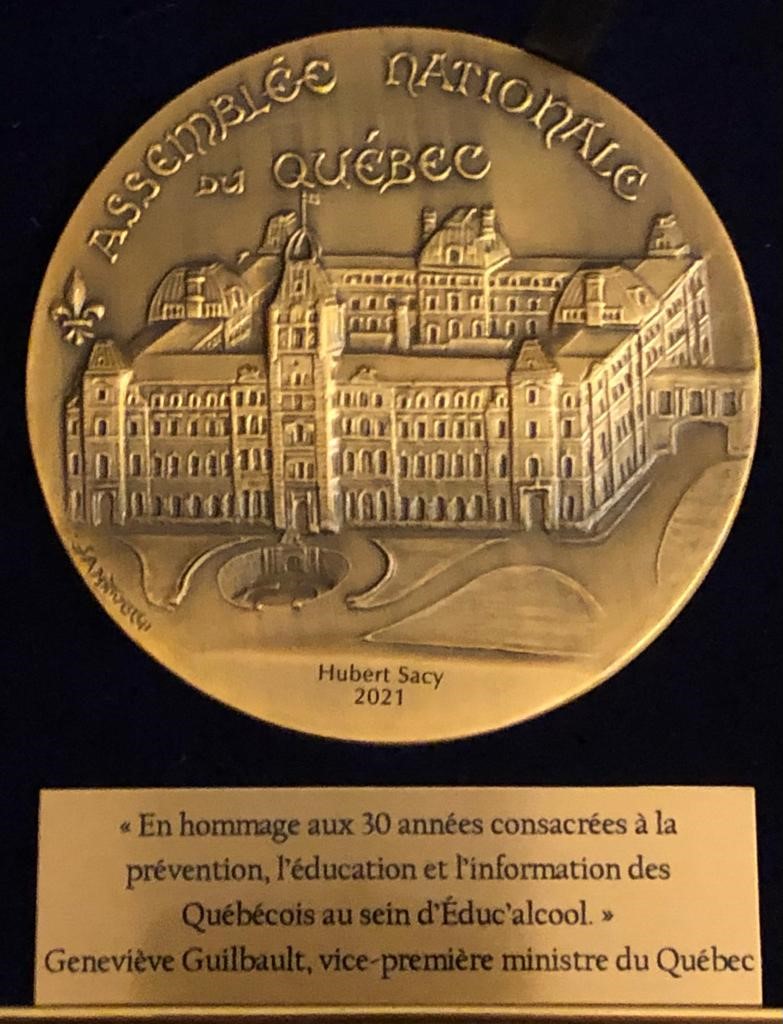 ASSEMBLÉE NATIONALE
DU QUÉBEC
Hubert Sacy
2021
« En hommage aux 30 années consacrées à la
prévention, l'éducation et l'information des
Québécois au sein d'Éduc'alcool. »
Geneviève Guilbault, vice-première ministre du Québec